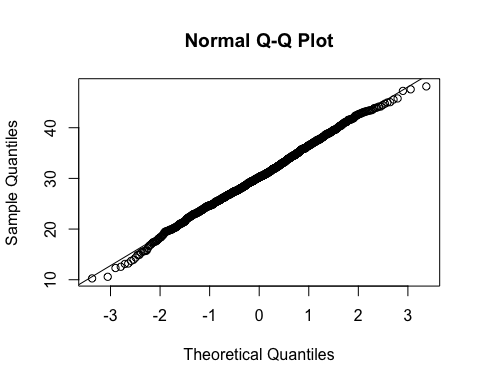 Normal Q-Q Plot
Sample Quantiles
40
30
20
10
-3 -2 -1 0 1 2 3
Theoretical Quantiles